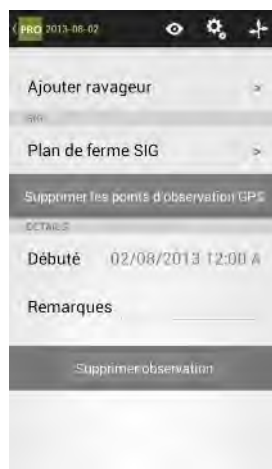 PRO 2013-08-02
Ajouter ravageur >
SIG
Plan de ferme SIG >
Supprimer les points d'observation GPS
DETAILS
Débuté 02/08/2013 12:00 A
Remarques
Supprimer observation